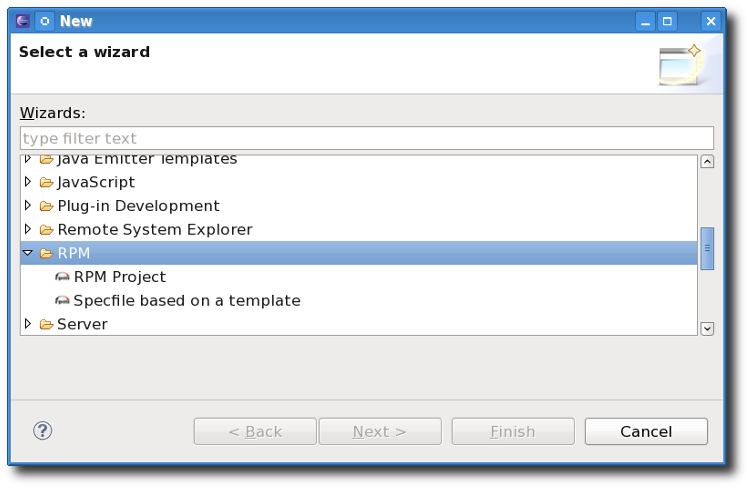 New
Select a wizard
Wizards:
type filter text
Java Emitter Templates
JavaScript
Plug-in Development
Remote System Explorer
RPM
RPM Project
Specfile based on a template
Server
?
< Back Next > Finish Cancel